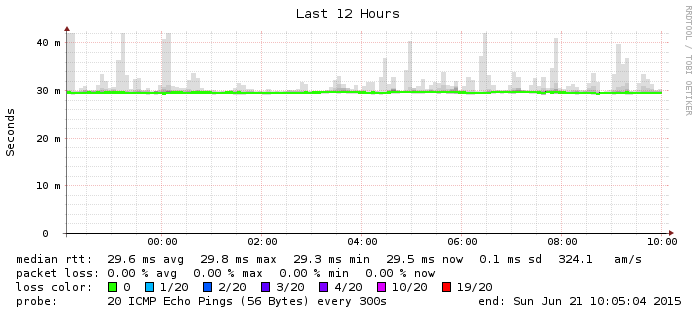 Last 12 Hours
RRDTOOL / TOBI OETIKER
Seconds
40 m
30 m
20 m
10 m
0
00:00 02:00 04:00 06:00 08:00 10:00
median rtt: 29.6 ms avg 29.8 ms max 29.3 ms min 29.5 ms now 0.1 ms sd 324.1 am/s
packet loss: 0.00 % avg 0.00 % max 0.00 % min 0.00 % now
loss color: 0 1/20 2/20 3/20 4/20 10/20 19/20
probe: 20 ICMP Echo Pings (56 Bytes) every 300s end: Sun Jun 21 10:05:04 2015